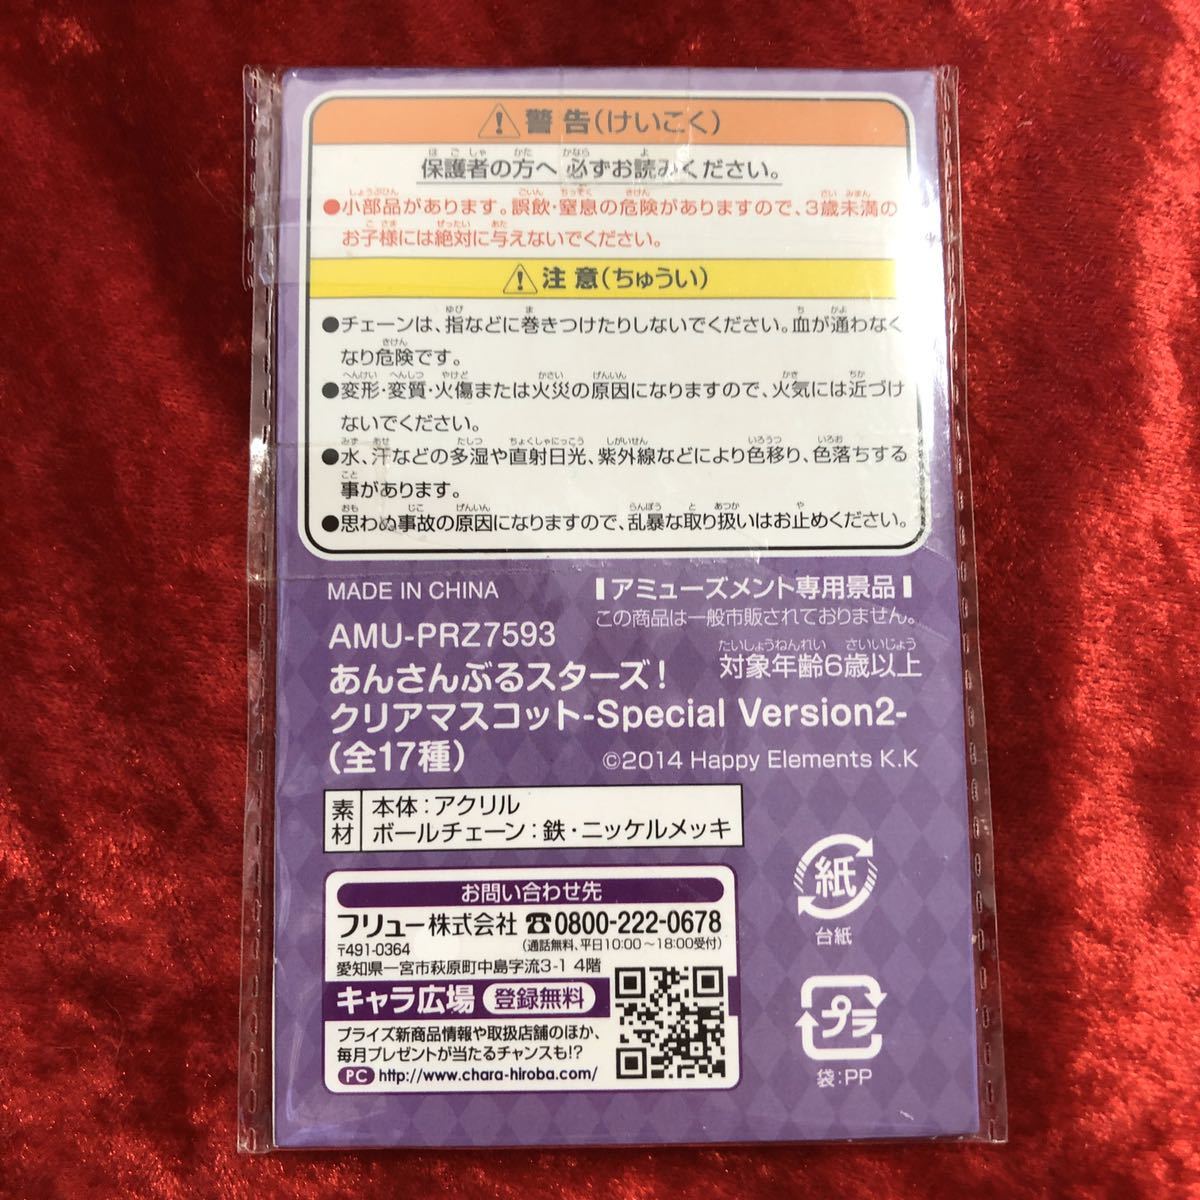 警告(けいこく)
保護者の方へ 必ずお読みください。
●小部品があります。誤飲・窒息の危険がありますので、3歳未満の
お子様には絶対に与えないでください。
注意(ちゅうい)
●チェーンは、指などに巻きつけたりしないでください。血が通わなく
なり危険です。
●変形・変質・火傷または火災の原因になりますので、火気には近づけ
ないでください。
●水、汗などの多湿や直射日光、紫外線などにより色移り、色落ちする
事があります。
●思わぬ事故の原因になりますので、乱暴な取り扱いはお止めください。
MADE IN CHINA
アミューズメント専用景品
この商品は一般市販されておりません。
AMU-PRZ7593
対象年齢6歳以上
あんさんぶるスターズ!
クリアマスコット-Special Version2-
(全17種)
©2014 Happy Elements K.K
素材
本体:アクリル
ボールチェーン:鉄・ニッケルメッキ
お問い合わせ先
フリュー株式会社 ☎0800-222-0678
〒491-0364
(通話無料、平日10:00〜18:00受付)
愛知県一宮市萩原町中島字流3-1 4階
キャラ広場 登録無料
プライズ新商品情報や取扱店舗のほか、
毎月プレゼントが当たるチャンスも!?
PC http://www.chara-hiroba.com/
紙
台紙
プラ
袋:PP